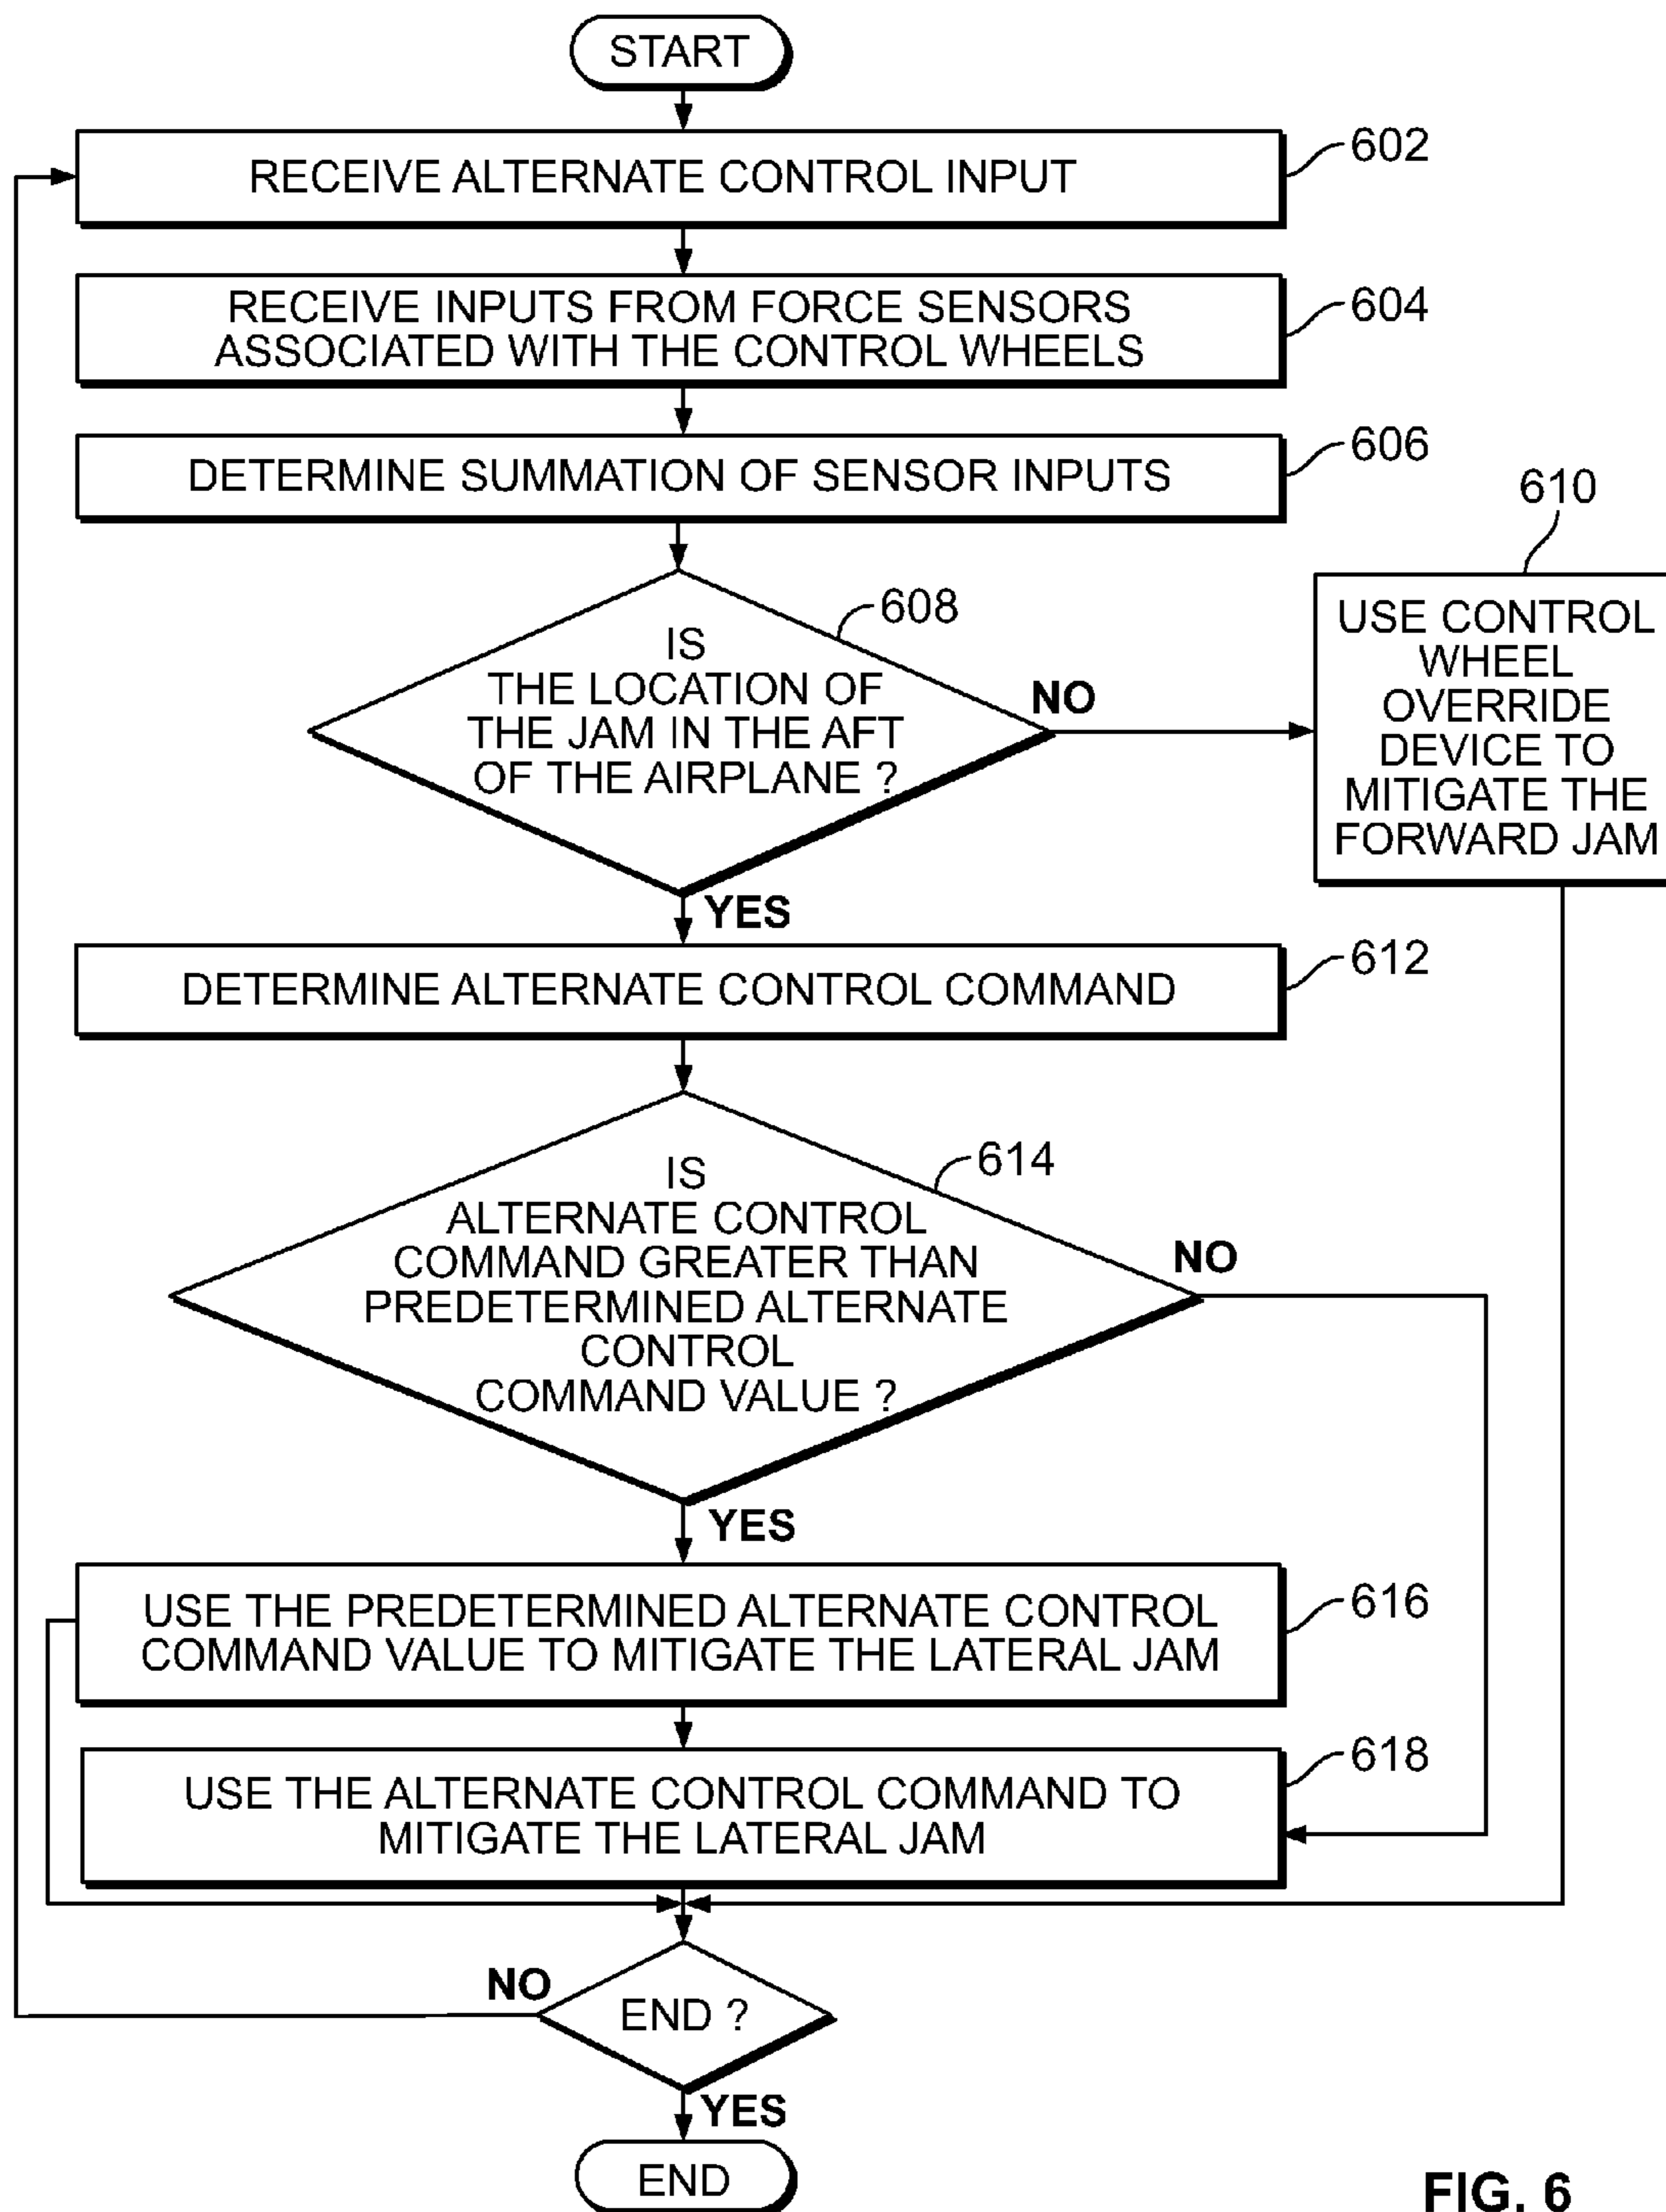 START
RECEIVE ALTERNATE CONTROL INPUT
602
RECEIVE INPUTS FROM FORCE SENSORS
ASSOCIATED WITH THE CONTROL WHEELS
604
DETERMINE SUMMATION OF SENSOR INPUTS
606
608
IS
THE LOCATION OF
THE JAM IN THE AFT
OF THE AIRPLANE ?
NO
YES
610
USE CONTROL
WHEEL
OVERRIDE
DEVICE TO
MITIGATE THE
FORWARD JAM
DETERMINE ALTERNATE CONTROL COMMAND
612
614
IS
ALTERNATE CONTROL
COMMAND GREATER THAN
PREDETERMINED ALTERNATE
CONTROL
COMMAND VALUE ?
NO
YES
USE THE PREDETERMINED ALTERNATE CONTROL
COMMAND VALUE TO MITIGATE THE LATERAL JAM
616
USE THE ALTERNATE CONTROL COMMAND TO
MITIGATE THE LATERAL JAM
618
NO
END ?
YES
END
FIG. 6